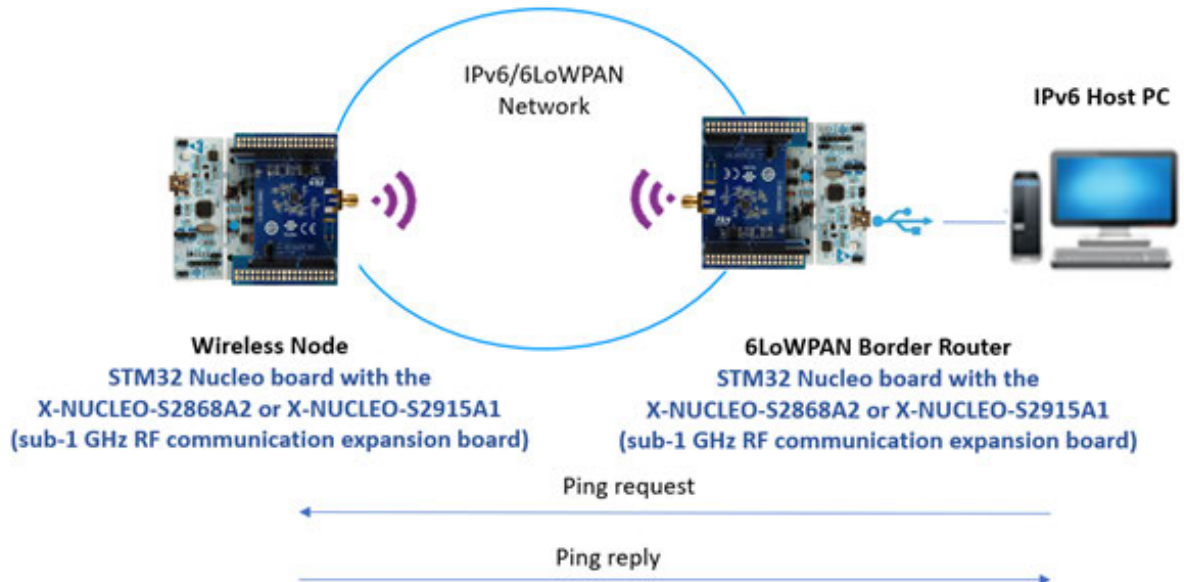 IPv6/6LoWPAN
Network
IPv6 Host PC
Wireless Node
STM32 Nucleo board with the
X-NUCLEO-S2868A2 or X-NUCLEO-S2915A1
(sub-1 GHz RF communication expansion board)
6LoWPAN Border Router
STM32 Nucleo board with the
X-NUCLEO-S2868A2 or X-NUCLEO-S2915A1
(sub-1 GHz RF communication expansion board)
Ping request
Ping reply